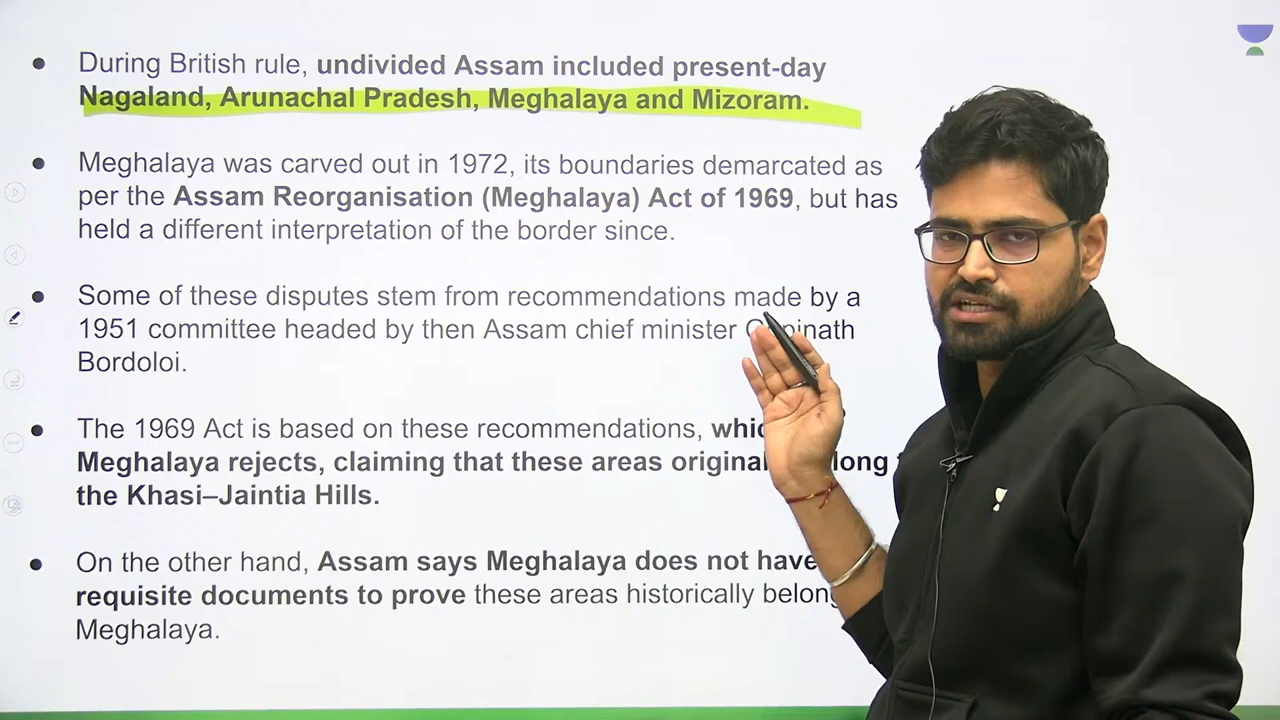 During British rule, undivided Assam included present-day
Nagaland, Arunachal Pradesh, Meghalaya and Mizoram.
Meghalaya was carved out in 1972, its boundaries demarcated as
per the Assam Reorganisation (Meghalaya) Act of 1969, but has
held a different interpretation of the border since.
Some of these disputes stem from recommendations made by a
1951 committee headed by then Assam chief minister
Bordoloi.
The 1969 Act is based on these recommendations,
Meghalaya rejects, claiming that these areas
the Khasi–Jaintia Hills.
On the other hand, Assam says Meghalaya does not have
requisite documents to prove these areas historically
Meghalaya.